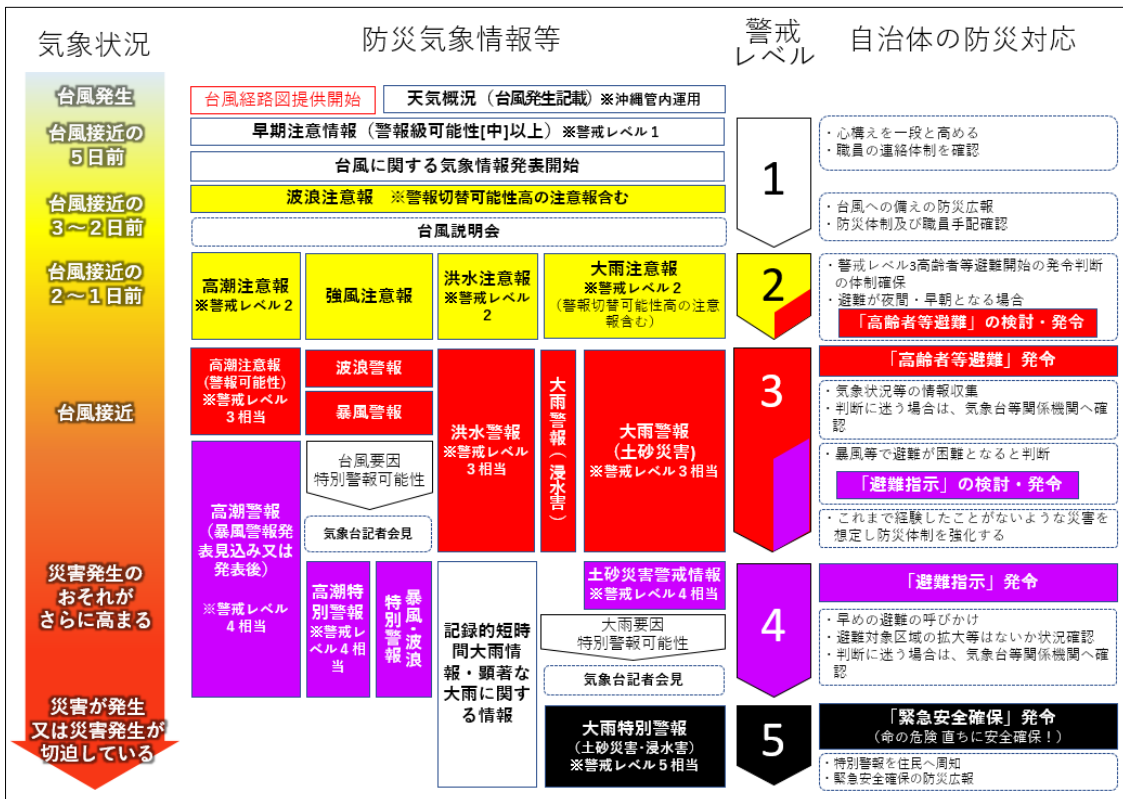 気象状況
防災気象情報等
警戒
レベル
自治体の防災対応
台風発生
台風経路図提供開始
天気概況（台風発生記載）※沖縄管内運用
台風接近の
5日前
早期注意情報（警報級可能性[中]以上）※警戒レベル1
台風に関する気象情報発表開始
1
・心構えを一段と高める
・職員の連絡体制を確認
台風接近の
3～2日前
波浪注意報　※警報切替可能性高の注意報含む
台風説明会
・台風への備えの防災広報
・防災体制及び職員手配確認
台風接近の
2～1日前
高潮注意報
※警戒レベル2
強風注意報
洪水注意報
※警戒レベル
2
大雨注意報
※警戒レベル2
（警報切替可能性高の注意
報含む）
2
・警戒レベル3高齢者等避難開始の発令判断
の体制確保
・避難が夜間・早朝となる場合
「高齢者等避難」の検討・発令
台風接近
高潮注意報
(警報可能性)
※警戒レベル
3相当
波浪警報
暴風警報
台風要因
特別警報可能性
気象台記者会見
洪水警報
※警戒レベル
3相当
大雨警報（浸水害）
大雨警報
（土砂災害）
※警戒レベル3相当
3
「高齢者等避難」発令
・気象状況等の情報収集
・判断に迷う場合は、気象台等関係機関へ確
認
・暴風等で避難が困難となると判断
「避難指示」の検討・発令
・これまで経験したことがないような災害を
想定し防災体制を強化する
高潮警報
（暴風警報発
表見込み又は
発表後）
※警戒レベル
4相当
災害発生の
おそれが
さらに高まる
高潮特
別警報
※警戒レ
ベル4相
当
暴風・波浪
特別警報
記録的短時
間大雨情
報・顕著な
大雨に関す
る情報
土砂災害警戒情報
※警戒レベル4相当
大雨要因
特別警報可能性
気象台記者会見
4
「避難指示」発令
・早めの避難の呼びかけ
・避難対象区域の拡大等はないか状況確認
・判断に迷う場合は、気象台等関係機関へ確
認
災害が発生
又は災害発生が
切迫している
大雨特別警報
（土砂災害・浸水害）
※警戒レベル5相当
5
「緊急安全確保」発令
（命の危険 直ちに安全確保！）
・特別警報を住民へ周知
・緊急安全確保の防災広報